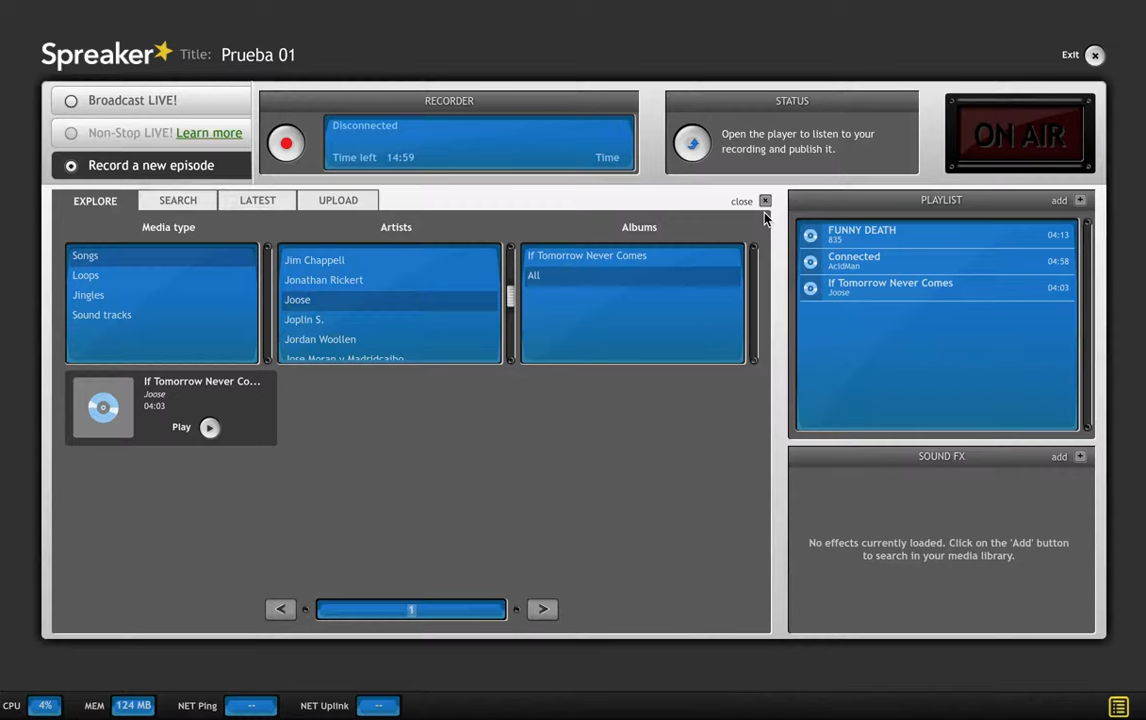 Spreaker Title: Prueba 01
Exit
Broadcast LIVE!
Non-Stop LIVE! Learn more
Record a new episode
RECORDER
Disconnected
Time left 14:59 Time
STATUS
Open the player to listen to your
recording and publish it.
ON AIR
EXPLORE SEARCH LATEST UPLOAD
close
Media type
Songs
Loops
Jingles
Sound tracks
Artists
Jim Chappell
Jonathan Rickert
Joose
Joplin S.
Jordan Woollen
Jose Moran y Madridcaibo
Albums
If Tomorrow Never Comes
All
If Tomorrow Never Co...
Joose
04:03
Play
< 1 >
PLAYLIST
add +
FUNNY DEATH
835
04:13
Connected
AcidMan
04:58
If Tomorrow Never Comes
Joose
04:03
SOUND FX
add +
No effects currently loaded. Click on the 'Add' button
to search in your media library.
CPU 4% MEM 124 MB NET Ping -- NET Uplink --